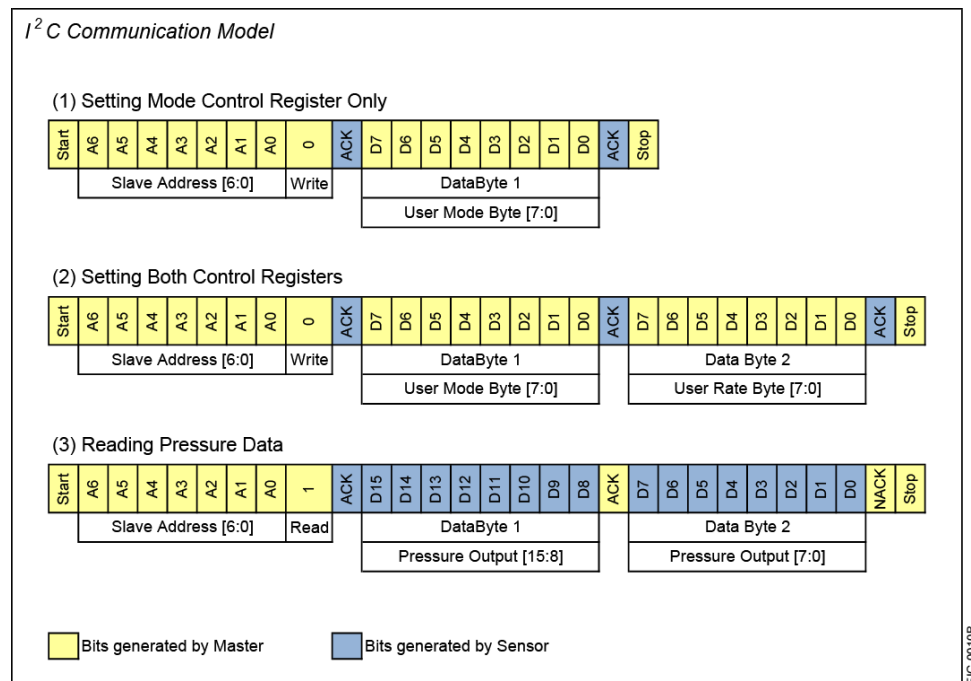 I²C Communication Model
(1) Setting Mode Control Register Only
Start A6 A5 A4 A3 A2 A1 A0 0 ACK D7 D6 D5 D4 D3 D2 D1 D0 ACK Stop
Slave Address [6:0] Write DataByte 1
User Mode Byte [7:0]
(2) Setting Both Control Registers
Start A6 A5 A4 A3 A2 A1 A0 0 ACK D7 D6 D5 D4 D3 D2 D1 D0 ACK D7 D6 D5 D4 D3 D2 D1 D0 ACK Stop
Slave Address [6:0] Write DataByte 1 Data Byte 2
User Mode Byte [7:0] User Rate Byte [7:0]
(3) Reading Pressure Data
Start A6 A5 A4 A3 A2 A1 A0 1 ACK D15 D14 D13 D12 D11 D10 D9 D8 ACK D7 D6 D5 D4 D3 D2 D1 D0 NACK Stop
Slave Address [6:0] Read DataByte 1 Data Byte 2
Pressure Output [15:8] Pressure Output [7:0]
Bits generated by Master Bits generated by Sensor